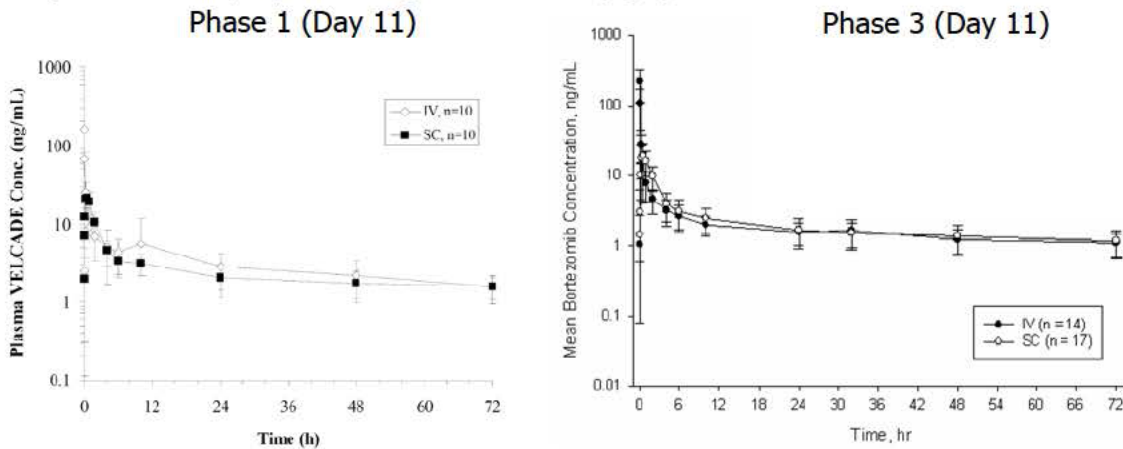 Phase 1 (Day 11)
Plasma VELCADE Conc. (ng/mL)
1000
100
10
1
0.1
IV, n=10
SC, n=10
0 12 24 36 48 60 72
Time (h)
Phase 3 (Day 11)
Mean Bortezomib Concentration, ng/mL
1000
100
10
1
0.1
0.01
IV (n = 14)
SC (n = 17)
0 6 12 18 24 30 36 42 48 54 60 66 72
Time, hr